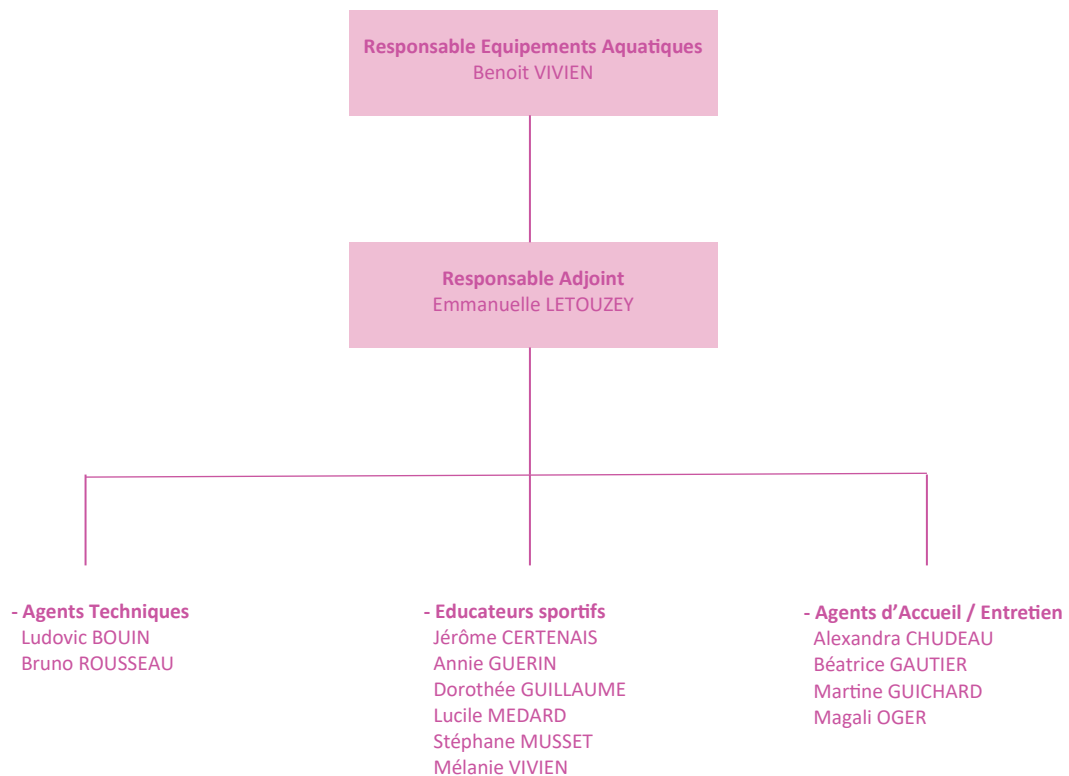 Responsable Equipements Aquatiques
Benoit VIVIEN
Responsable Adjoint
Emmanuelle LETOUZEY
- Agents Techniques
Ludovic BOUIN
Bruno ROUSSEAU
- Educateurs sportifs
Jérôme CERTENAIS
Annie GUERIN
Dorothée GUILLAUME
Lucile MEDARD
Stéphane MUSSET
Mélanie VIVIEN
- Agents d’Accueil / Entretien
Alexandra CHUDEAU
Béatrice GAUTIER
Martine GUICHARD
Magali OGER